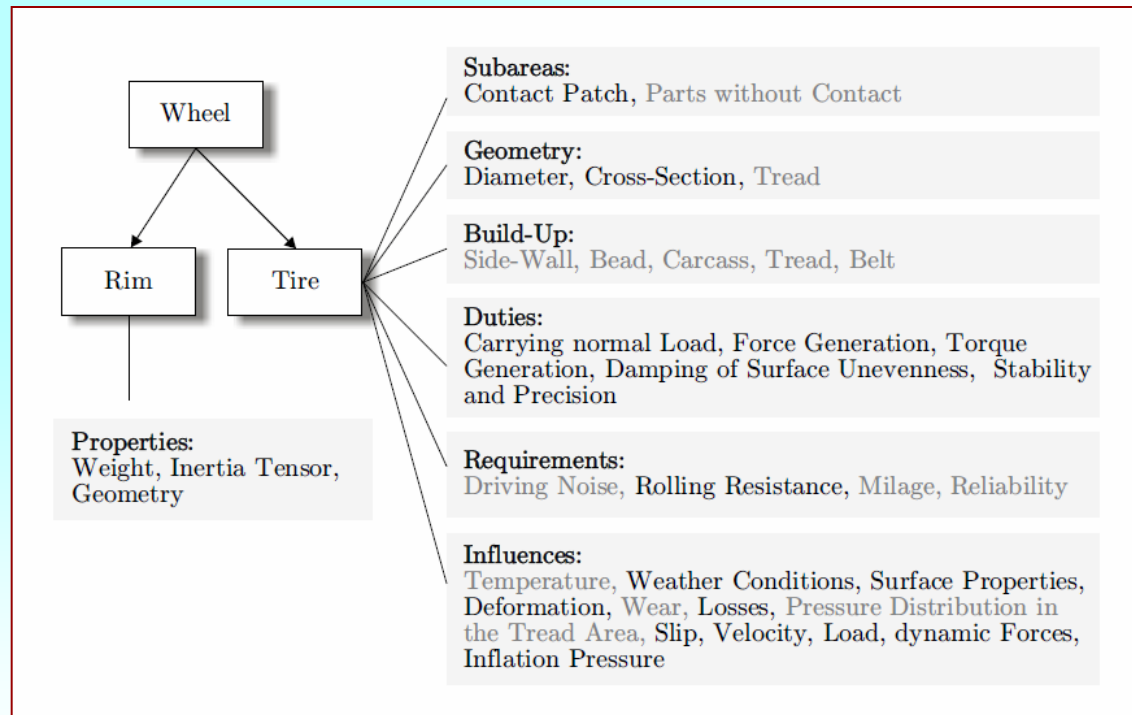 Wheel
Rim
Tire
Properties:
Weight, Inertia Tensor,
Geometry
Subareas:
Contact Patch, Parts without Contact
Geometry:
Diameter, Cross-Section, Tread
Build-Up:
Side-Wall, Bead, Carcass, Tread, Belt
Duties:
Carrying normal Load, Force Generation, Torque
Generation, Damping of Surface Unevenness, Stability
and Precision
Requirements:
Driving Noise, Rolling Resistance, Milage, Reliability
Influences:
Temperature, Weather Conditions, Surface Properties,
Deformation, Wear, Losses, Pressure Distribution in
the Tread Area, Slip, Velocity, Load, dynamic Forces,
Inflation Pressure